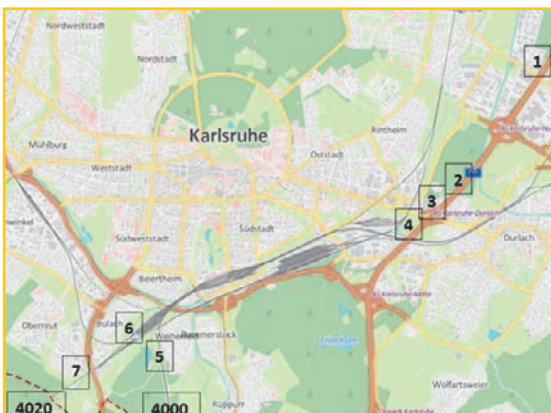 Nordweststadt
Nordstadt
1
Karlsruhe
Rintheim
Mühlburg
Oststadt
Weststadt
2
3
4
Südstadt
Durlach
Südweststadt
Beiertheim
Oberreut
Bulach
6
Weiherfeld
Dammerstock
5
7
Wolfartsweier
4020
4000
Rüppurr